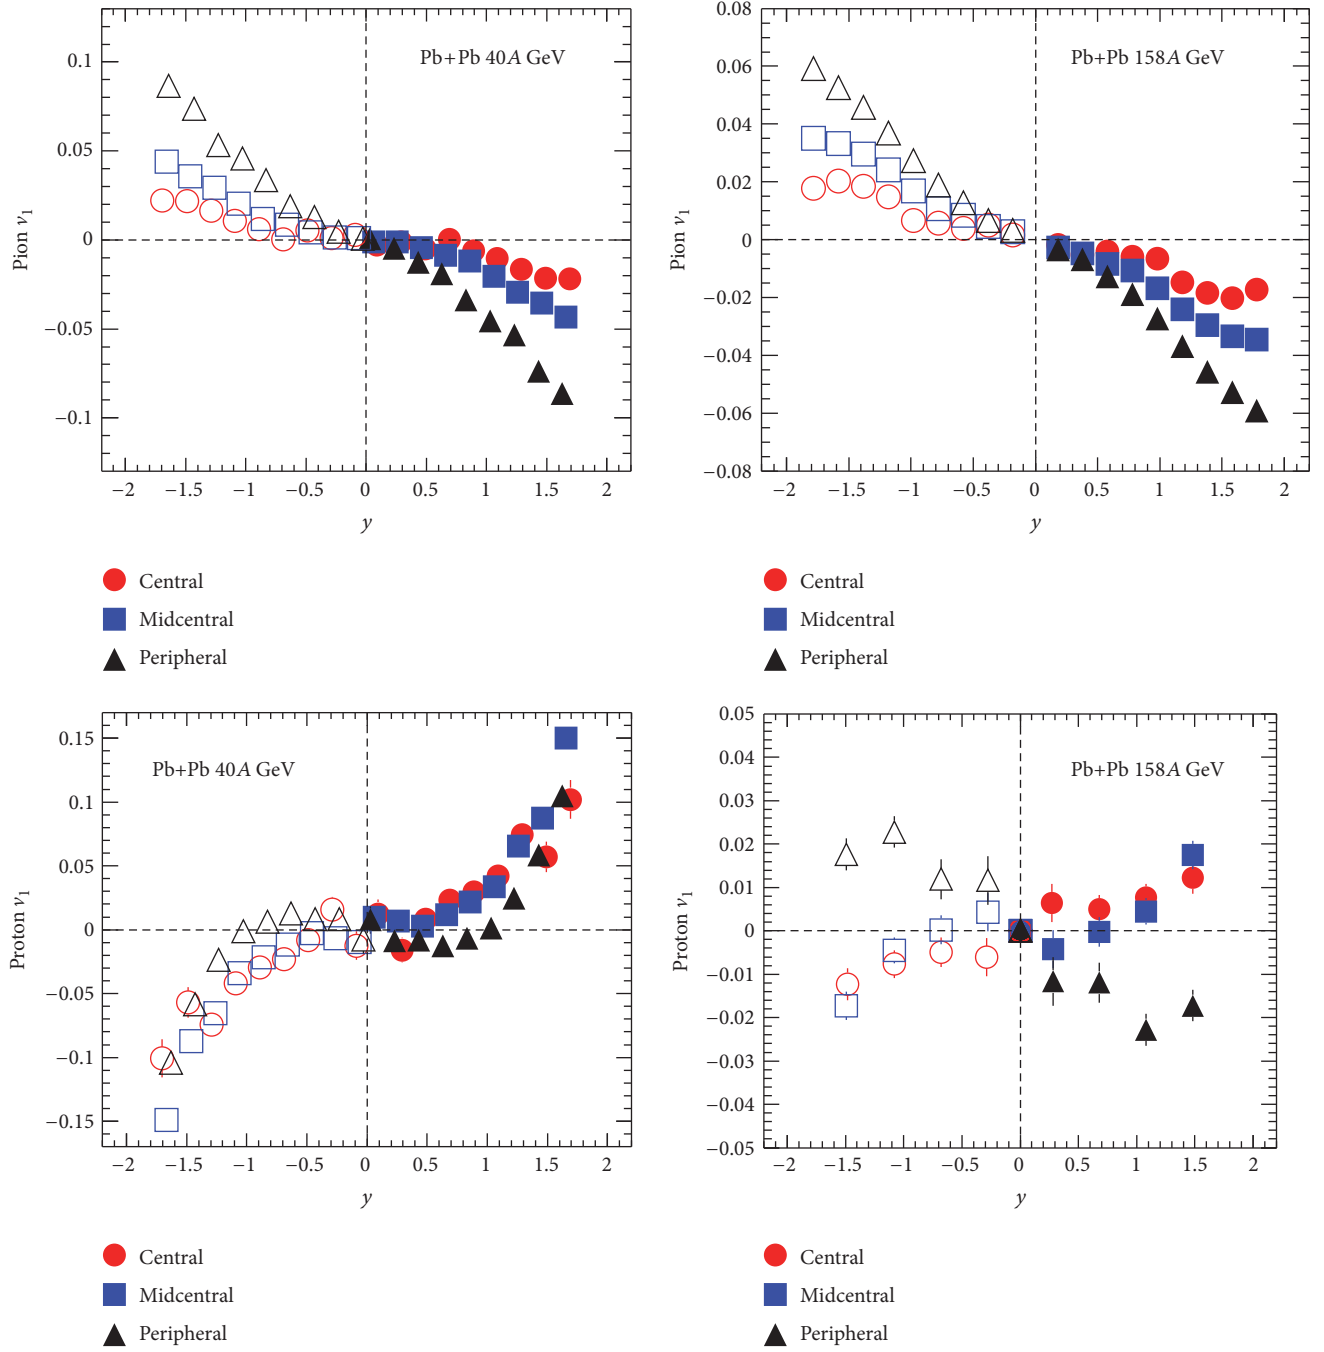 Pb+Pb 40A GeV
0.1
0.05
0
−0.05
−0.1
Pion v1
−2 −1.5 −1 −0.5 0 0.5 1 1.5 2
y
Central
Midcentral
Peripheral
Pb+Pb 158A GeV
0.08
0.06
0.04
0.02
0
−0.02
−0.04
−0.06
−0.08
Pion v1
−2 −1.5 −1 −0.5 0 0.5 1 1.5 2
y
Central
Midcentral
Peripheral
Pb+Pb 40A GeV
0.15
0.1
0.05
0
−0.05
−0.1
−0.15
Proton v1
−2 −1.5 −1 −0.5 0 0.5 1 1.5 2
y
Central
Midcentral
Peripheral
Pb+Pb 158A GeV
0.05
0.04
0.03
0.02
0.01
0
−0.01
−0.02
−0.03
−0.04
−0.05
Proton v1
−2 −1.5 −1 −0.5 0 0.5 1 1.5 2
y
Central
Midcentral
Peripheral